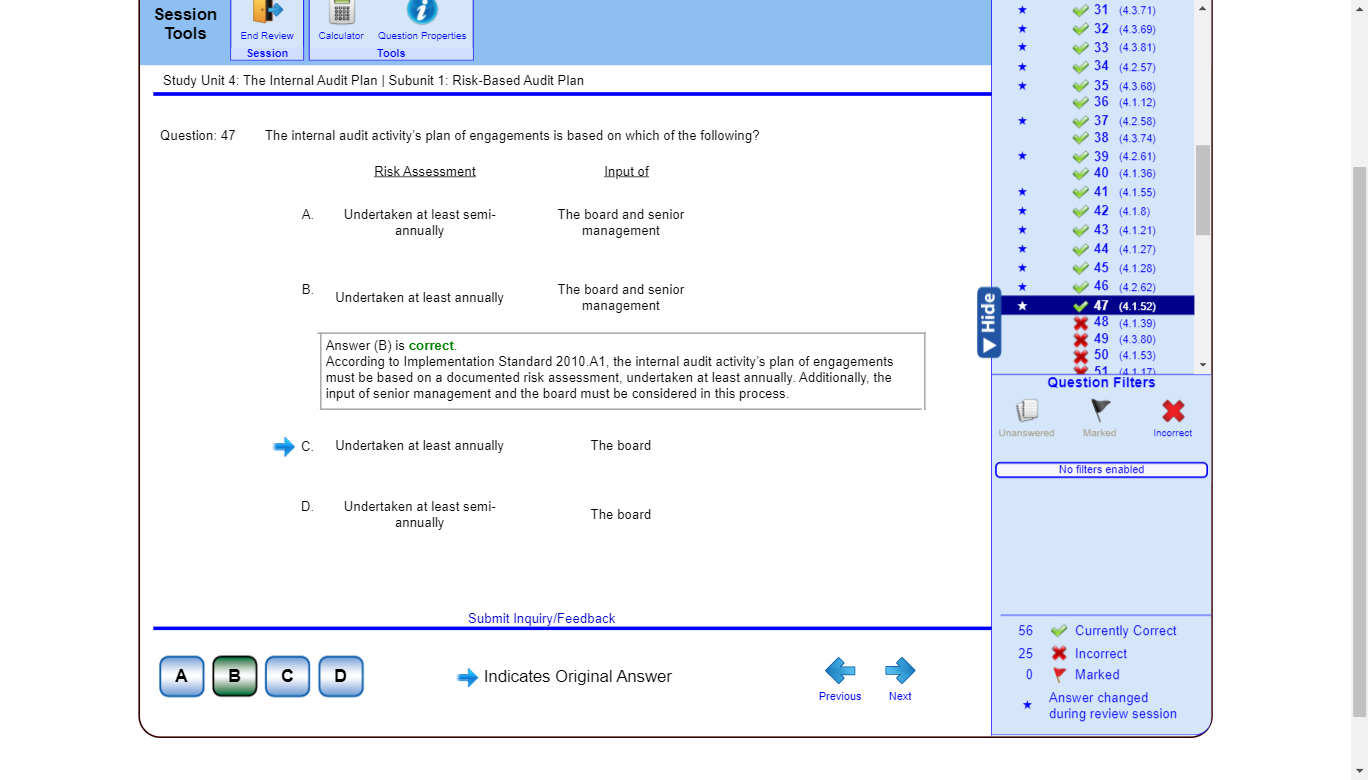 Session
Tools
End Review
Session
Calculator
Question Properties
Tools
Study Unit 4: The Internal Audit Plan | Subunit 1: Risk-Based Audit Plan
Question: 47
The internal audit activity's plan of engagements is based on which of the following?
Risk Assessment
Input of
A.
Undertaken at least semi-
annually
The board and senior
management
B.
Undertaken at least annually
The board and senior
management
Answer (B) is correct.
According to Implementation Standard 2010.A1, the internal audit activity's plan of engagements
must be based on a documented risk assessment, undertaken at least annually. Additionally, the
input of senior management and the board must be considered in this process.
C.
Undertaken at least annually
The board
D.
Undertaken at least semi-
annually
The board
Submit Inquiry/Feedback
A
B
C
D
Indicates Original Answer
Previous
Next
31 (4.3.71)
32 (4.3.69)
33 (4.3.81)
34 (4.2.57)
35 (4.3.68)
36 (4.1.12)
37 (4.2.58)
38 (4.3.74)
39 (4.2.61)
40 (4.1.36)
41 (4.1.55)
42 (4.1.8)
43 (4.1.21)
44 (4.1.27)
45 (4.1.28)
46 (4.2.62)
47 (4.1.52)
48 (4.1.39)
49 (4.3.80)
50 (4.1.53)
51 (4.1.17)
Hide
Question Filters
Unanswered
Marked
Incorrect
No filters enabled
56 Currently Correct
25 Incorrect
0 Marked
Answer changed
during review session